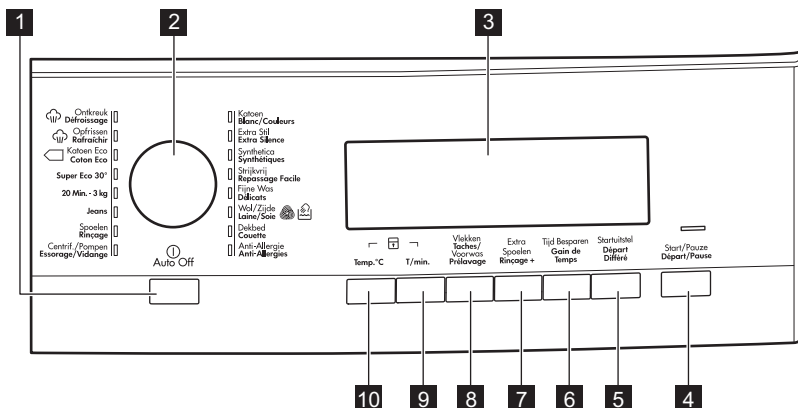 1
2
3
Ontkreuk
Défroissage
Opfrissen
Rafraîchir
Katoen Eco
Coton Eco
Super Eco 30°
20 Min. - 3 kg
Jeans
Spoelen
Rinçage
Centrif./Pompen
Essorage/Vidange
Auto Off
Katoen
Blanc/Couleurs
Extra Stil
Extra Silence
Synthetica
Synthétiques
Strijkvrij
Repassage Facile
Fijne Was
Délicats
Wol/Zijde
Laine/Soie
Dekbed
Couette
Anti-Allergie
Anti-Allergies
Temp.°C
T/min.
Vlekken
Taches/
Voorwas
Prélavage
Extra
Spoelen
Rinçage +
Tijd Besparen
Gain de
Temps
Startuitstel
Départ
Différé
Start/Pauze
Départ/Pause
10
9
8
7
6
5
4